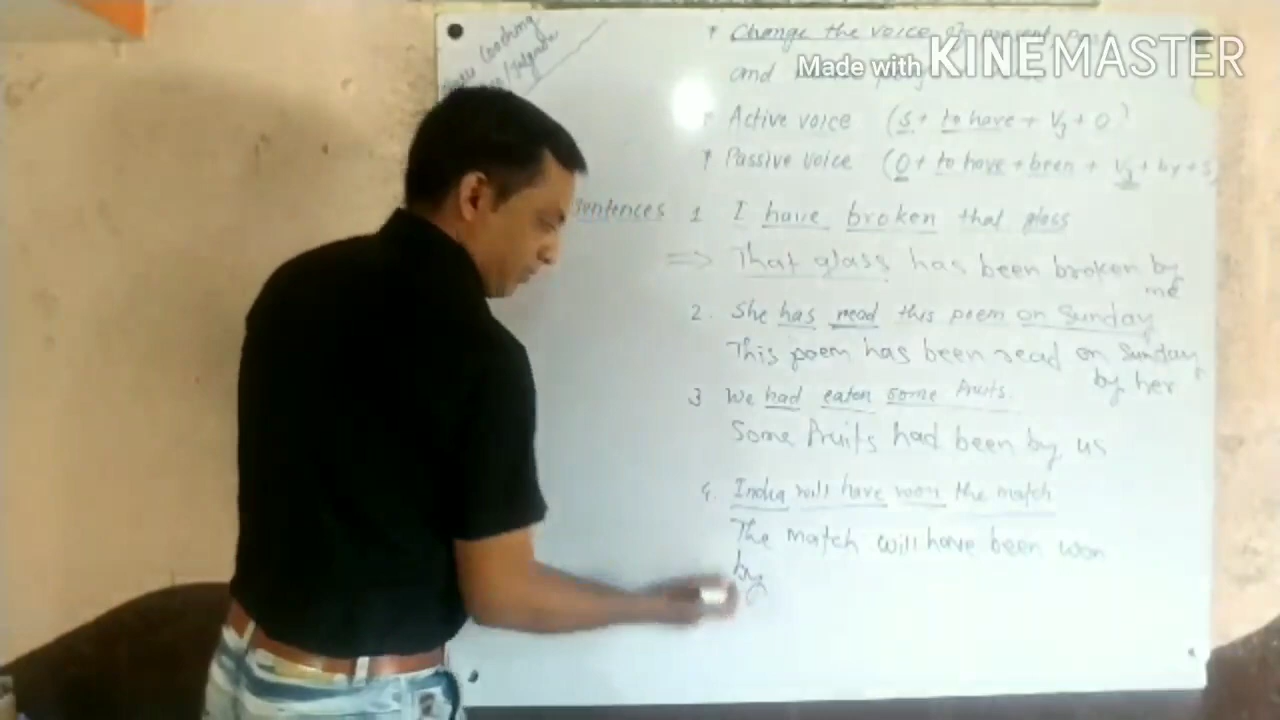 Coaching
* Change the voice of present
and
Made with KINEMASTER
* Active voice (S + to have + V3 + O)
* Passive voice (O + to have + been + V3 + by + S)
Sentences 1 I have broken that glass
=> That glass has been broken by
me
2. She has read this poem on Sunday
This poem has been read on Sunday
by her
3 We had eaten some fruits.
Some fruits had been by us
4. India will have won the match
The match will have been won
by